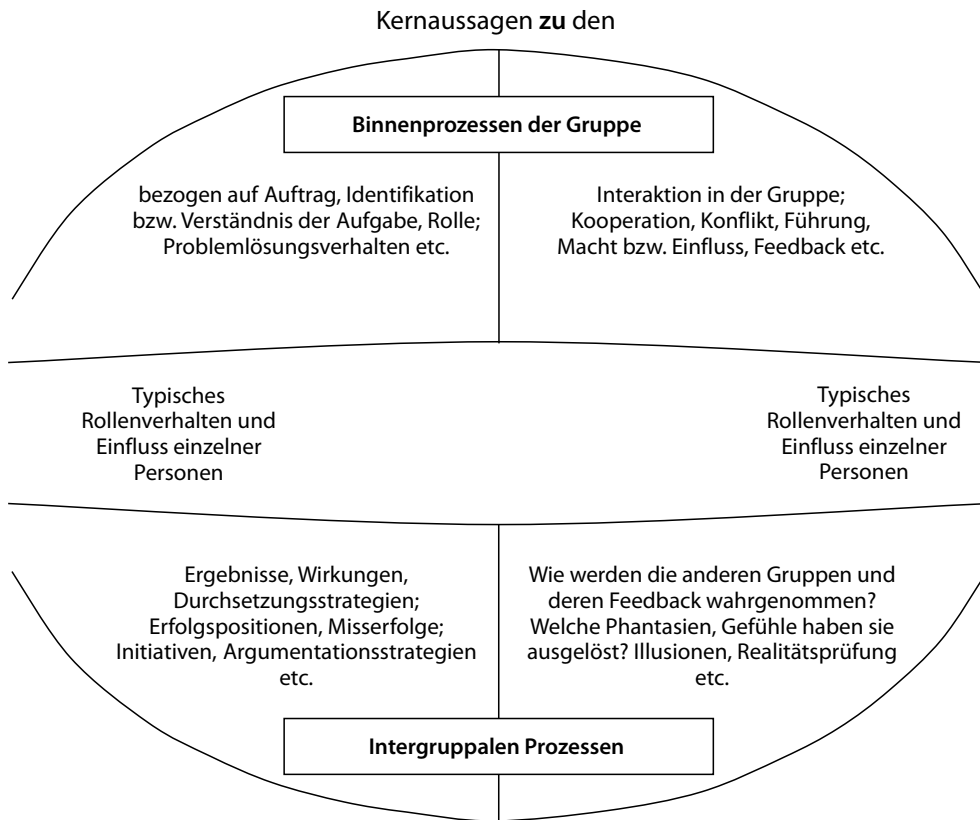 Kernaussagen zu den
Binnenprozessen der Gruppe
bezogen auf Auftrag, Identifikation
bzw. Verständnis der Aufgabe, Rolle;
Problemlösungsverhalten etc.
Interaktion in der Gruppe;
Kooperation, Konflikt, Führung,
Macht bzw. Einfluss, Feedback etc.
Typisches
Rollenverhalten und
Einfluss einzelner
Personen
Typisches
Rollenverhalten und
Einfluss einzelner
Personen
Ergebnisse, Wirkungen,
Durchsetzungsstrategien;
Erfolgspositionen, Misserfolge;
Initiativen, Argumentationsstrategien
etc.
Wie werden die anderen Gruppen und
deren Feedback wahrgenommen?
Welche Phantasien, Gefühle haben sie
ausgelöst? Illusionen, Realitätsprüfung
etc.
Intergruppalen Prozessen